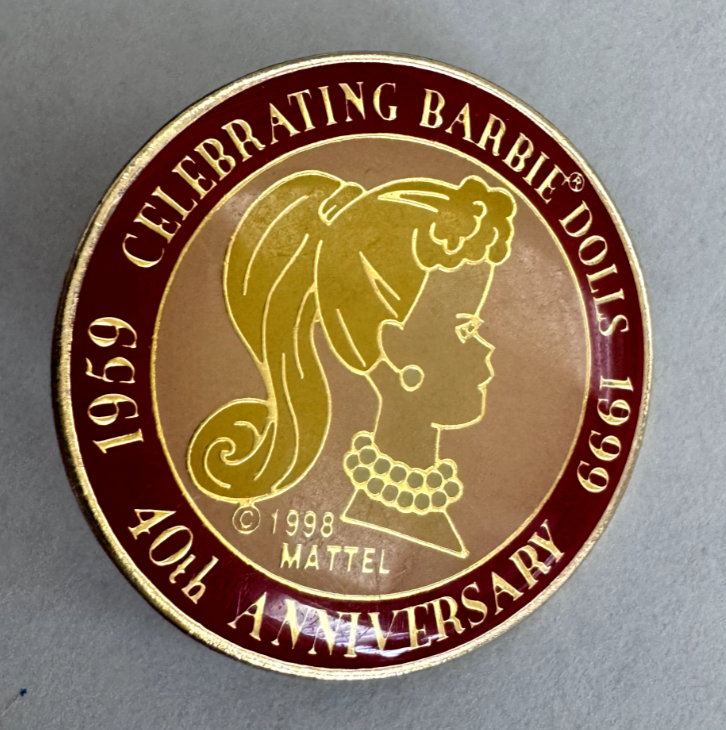 1959 CELEBRATING BARBIE® DOLLS 1999
40th ANNIVERSARY
© 1998
MATTEL